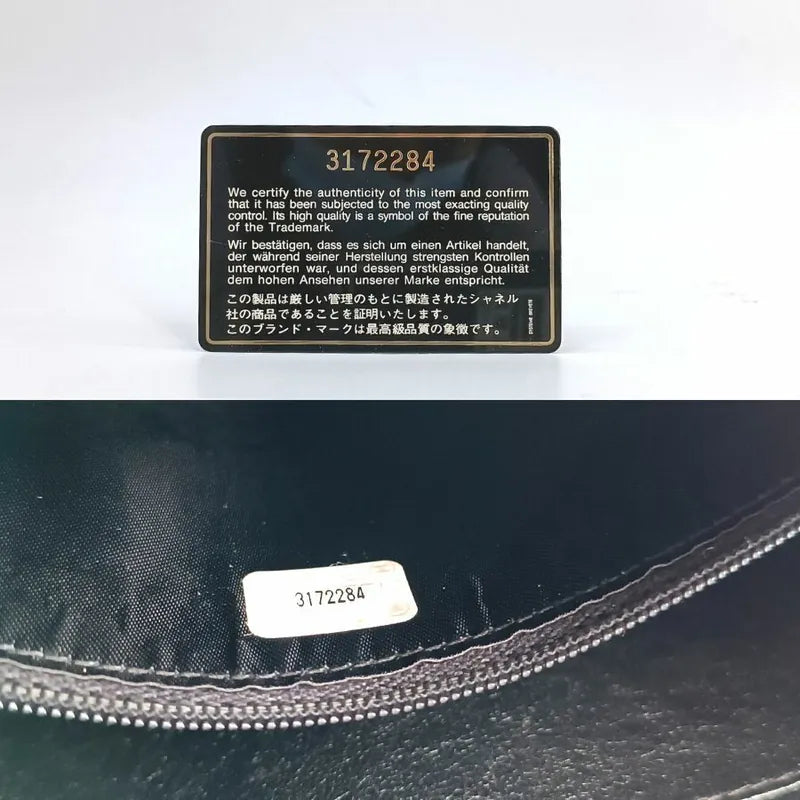 3172284
We certify the authenticity of this item and confirm
that it has been subjected to the most exacting quality
control. Its high quality is a symbol of the fine reputation
of the Trademark.
Wir bestätigen, dass es sich um einen Artikel handelt,
der während seiner Herstellung strengsten Kontrollen
unterworfen war, und dessen erstklassige Qualität
dem hohen Ansehen unserer Marke entspricht.
この製品は厳しい管理のもとに製造されたシャネル
社の商品であることを証明いたします。
このブランド・マークは最高級品質の象徴です。
3172284